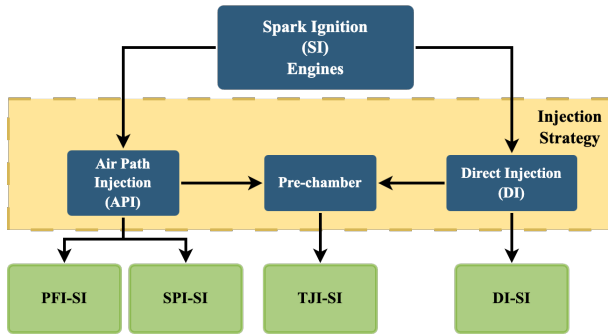 Spark Ignition
(SI)
Engines
Injection
Strategy
Air Path
Injection
(API)
Pre-chamber
Direct Injection
(DI)
PFI-SI
SPI-SI
TJI-SI
DI-SI